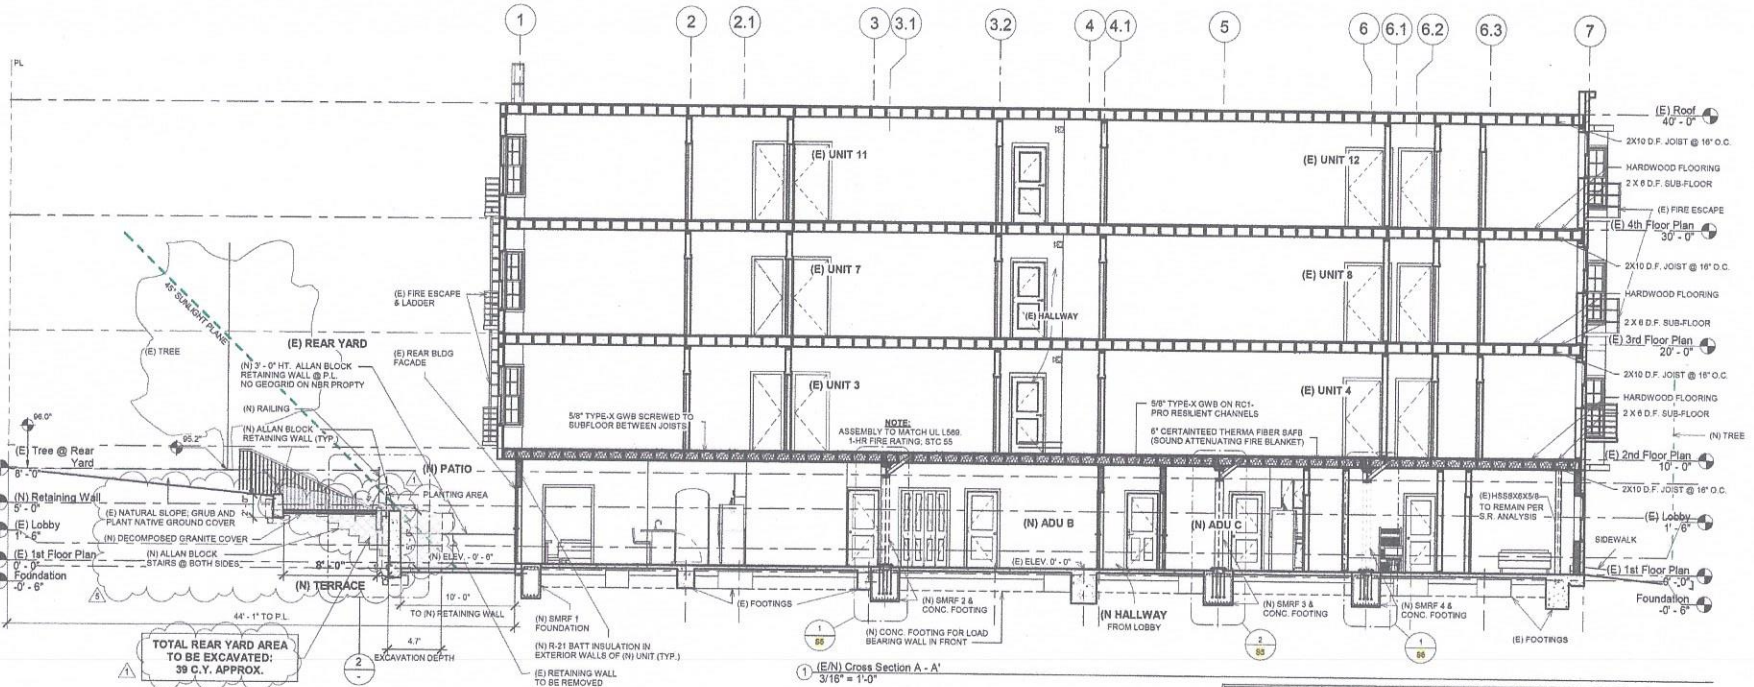 1
2
2.1
3
3.1
3.2
4
4.1
5
6
6.1
6.2
6.3
7
PL
(E) Roof
40' - 0"
2X10 D.F. JOIST @ 16" O.C.
HARDWOOD FLOORING
2 X 6 D.F. SUB-FLOOR
(E) FIRE ESCAPE
(E) 4th Floor Plan
30' - 0"
2X10 D.F. JOIST @ 16" O.C.
HARDWOOD FLOORING
2 X 6 D.F. SUB-FLOOR
(E) 3rd Floor Plan
20' - 0"
2X10 D.F. JOIST @ 16" O.C.
HARDWOOD FLOORING
2 X 6 D.F. SUB-FLOOR
(N) TREE
(E) 2nd Floor Plan
10' - 0"
2X10 D.F. JOIST @ 16" O.C.
(E) Lobby
1' - 6"
SIDEWALK
(E) 1st Floor Plan
Foundation
-0' - 6"
(E) UNIT 11
(E) UNIT 12
(E) UNIT 7
(E) UNIT 8
(E) HALLWAY
(E) UNIT 3
(E) UNIT 4
(E) FIRE ESCAPE
& LADDER
(E) REAR BLDG
FACADE
45° SUNLIGHT PLANE
(E) TREE
(E) REAR YARD
(N) 3' - 0" HT. ALLAN BLOCK
RETAINING WALL @ P.L.
NO GEOGRID ON NBR PROPTY
(N) RAILING
(N) ALLAN BLOCK
RETAINING WALL (TYP.)
96.0"
95.2"
(E) Tree @ Rear
Yard
8' - 0"
(N) Retaining Wall
5' - 0"
(E) Lobby
1' - 6"
(E) 1st Floor Plan
0' - 0"
Foundation
-0' - 6"
(N) PATIO
1
PLANTING AREA
(E) NATURAL SLOPE; GRUB AND
PLANT NATIVE GROUND COVER
(N) DECOMPOSED GRANITE COVER
(N) ALLAN BLOCK
STAIRS @ BOTH SIDES
8' - 0"
(N) TERRACE
(N) ELEV. - 0' - 6"
10' - 0"
TO (N) RETAINING WALL
44' - 1" TO P.L.
4.7'
EXCAVATION DEPTH
TOTAL REAR YARD AREA
TO BE EXCAVATED:
39 C.Y. APPROX.
1
2
-
5/8" TYPE-X GWB SCREWED TO
SUBFLOOR BETWEEN JOISTS
NOTE:
ASSEMBLY TO MATCH UL L569.
1-HR FIRE RATING; STC 55
5/8" TYPE-X GWB ON RC1-
PRO RESILIENT CHANNELS
6" CERTAINTEED THERMA FIBER SAFB
(SOUND ATTENUATING FIRE BLANKET)
(N) ADU B
(N) ADU C
(E) HSS8X6X5/8
TO REMAIN PER
S.R. ANALYSIS
(E) ELEV. 0' - 0"
(E) FOOTINGS
(N) SMRF 1
FOUNDATION
(N) R-21 BATT INSULATION IN
EXTERIOR WALLS OF (N) UNIT (TYP.)
(E) RETAINING WALL
TO BE REMOVED
(N) SMRF 2 &
CONC. FOOTING
(N) CONC. FOOTING FOR LOAD
BEARING WALL IN FRONT
(N HALLWAY
FROM LOBBY
(N) SMRF 3 &
CONC. FOOTING
(N) SMRF 4 &
CONC. FOOTING
(E) FOOTINGS
1
2
1
1
(E/N) Cross Section A - A'
3/16" = 1'-0"